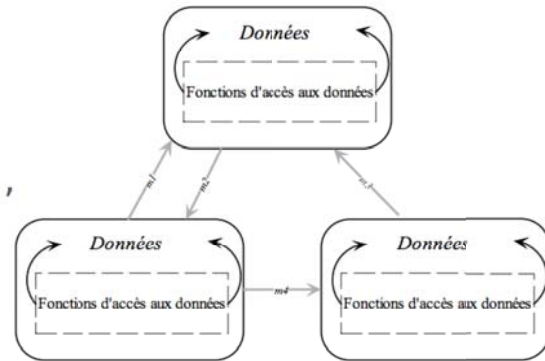 Données
Fonctions d'accès aux données
m1
m2
m3
,
Données
Fonctions d'accès aux données
m4
Données
Fonctions d'accès aux données